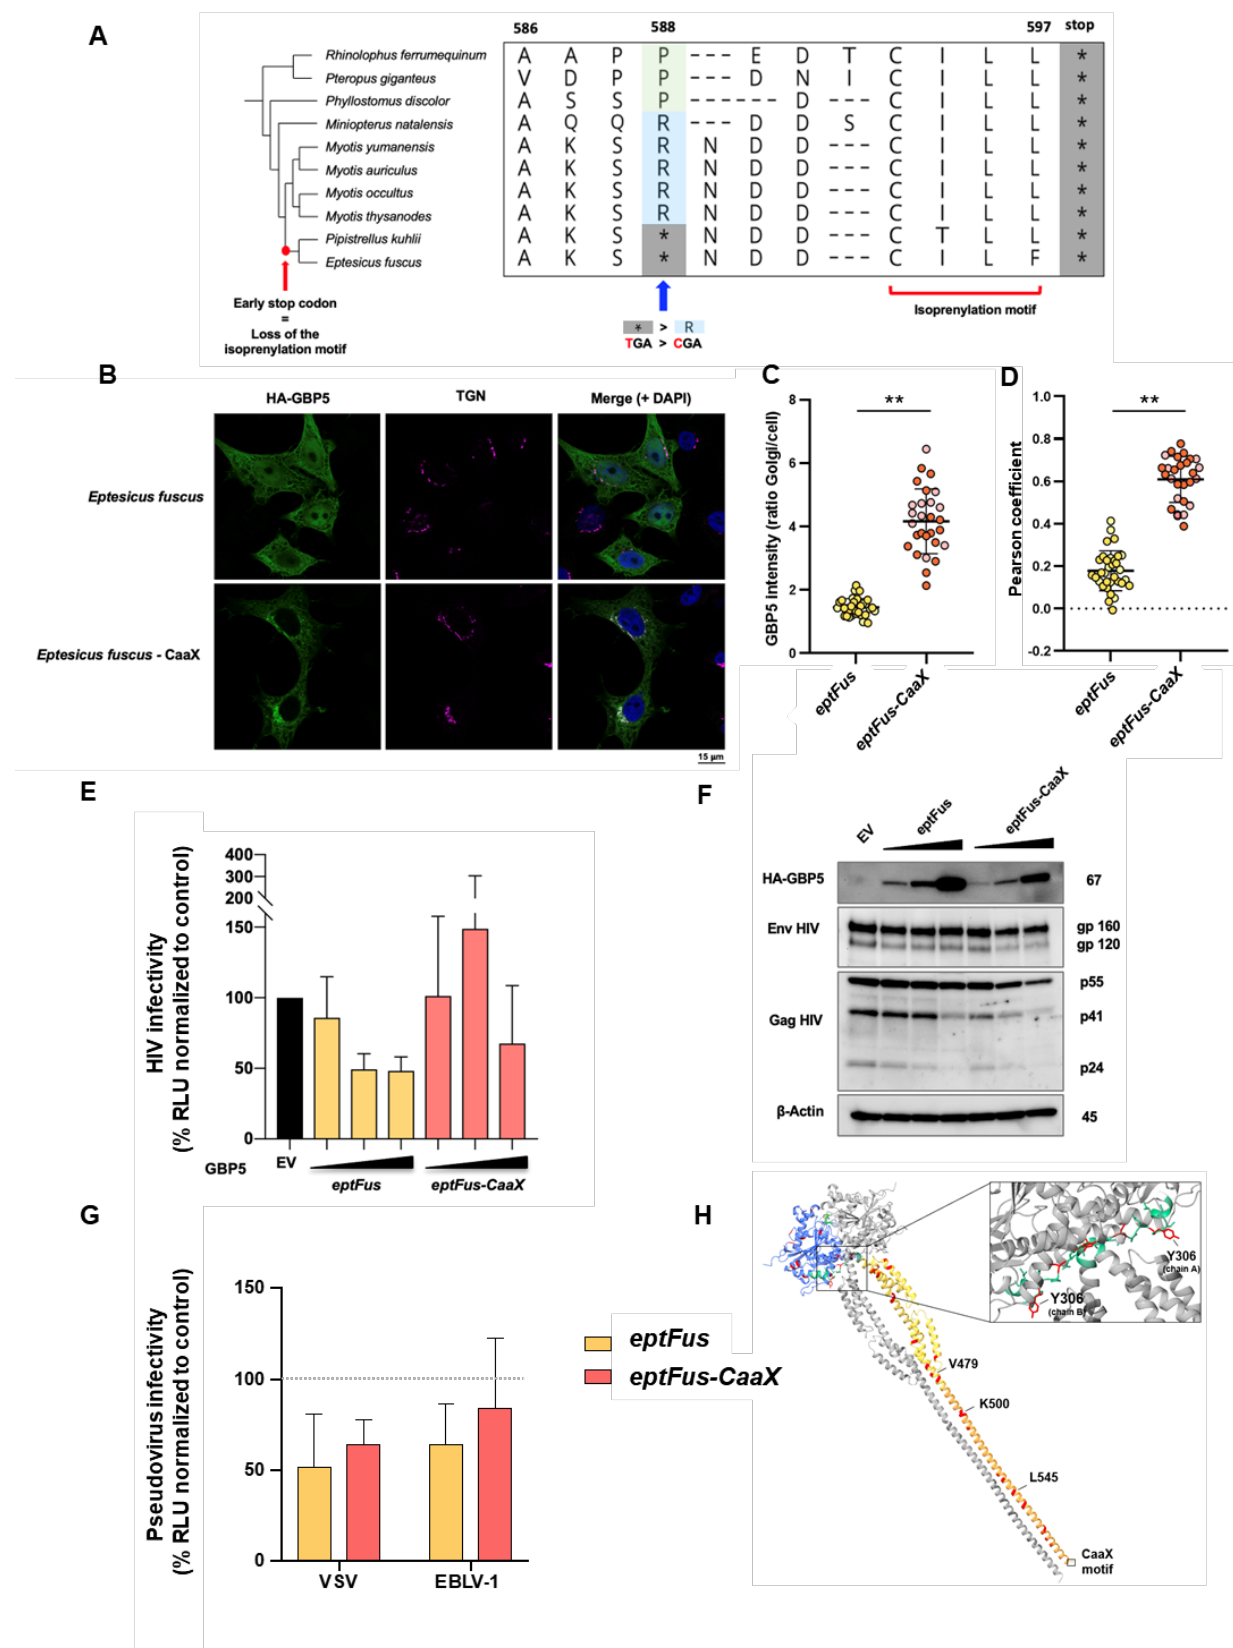 A
586 588 597 stop
Rhinolophus ferrumequinum A A P P --- E D T C I L L *
Pteropus giganteus V D P P --- D N I C I L L *
Phyllostomus discolor A S S P ------ D --- C I L L *
Miniopterus natalensis A Q Q R --- D D S C I L L *
Myotis yumanensis A K S R N D D --- C I L L *
Myotis auriculus A K S R N D D --- C I L L *
Myotis occultus A K S R N D D --- C I L L *
Myotis thysanodes A K S R N D D --- C I L L *
Pipistrellus kuhlii A K S * N D D --- C T L L *
Eptesicus fuscus A K S * N D D --- C I L F *
Early stop codon
=
Loss of the
isoprenylation motif
* > R
TGA > CGA
Isoprenylation motif
B
HA-GBP5 TGN Merge (+ DAPI)
Eptesicus fuscus
Eptesicus fuscus - CaaX
15 µm
C
GBP5 intensity (ratio Golgi/cell)
8
6
4
2
0
**
eptFus
eptFus-CaaX
D
Pearson coefficient
1.0
0.8
0.6
0.4
0.2
0.0
-0.2
**
eptFus
eptFus-CaaX
E
HIV infectivity
(% RLU normalized to control)
400
300
200
150
100
50
0
GBP5 EV
eptFus eptFus-CaaX
F
EV eptFus eptFus-CaaX
HA-GBP5 67
Env HIV gp 160
gp 120
Gag HIV p55
p41
p24
β-Actin 45
G
Pseudovirus infectivity
(% RLU normalized to control)
150
100
50
0
VSV EBLV-1
eptFus
eptFus-CaaX
H
Y306
(chain A)
Y306
(chain B)
V479
K500
L545
CaaX
motif